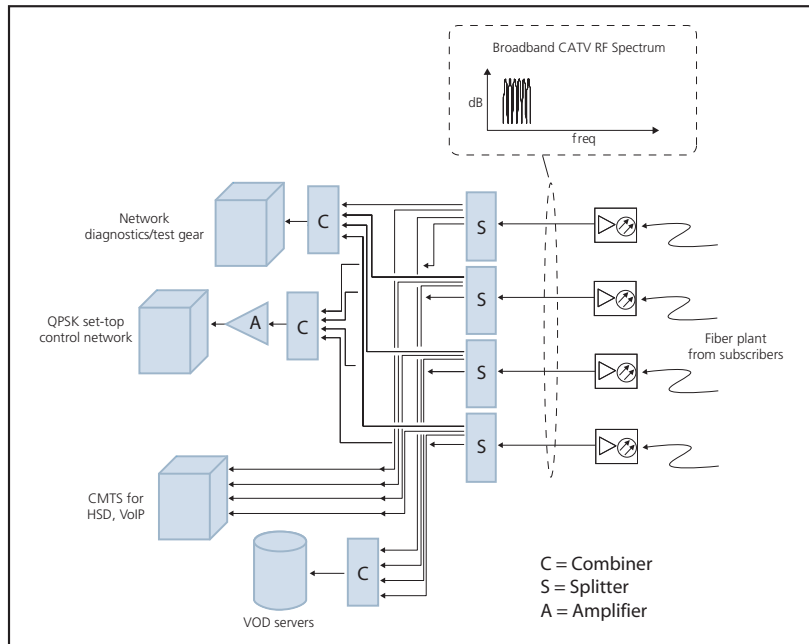 Broadband CATV RF Spectrum
dB
freq
Network
diagnostics/test gear
C
S
QPSK set-top
control network
A
C
S
Fiber plant
from subscribers
S
S
CMTS for
HSD, VoIP
C
VOD servers
C = Combiner
S = Splitter
A = Amplifier